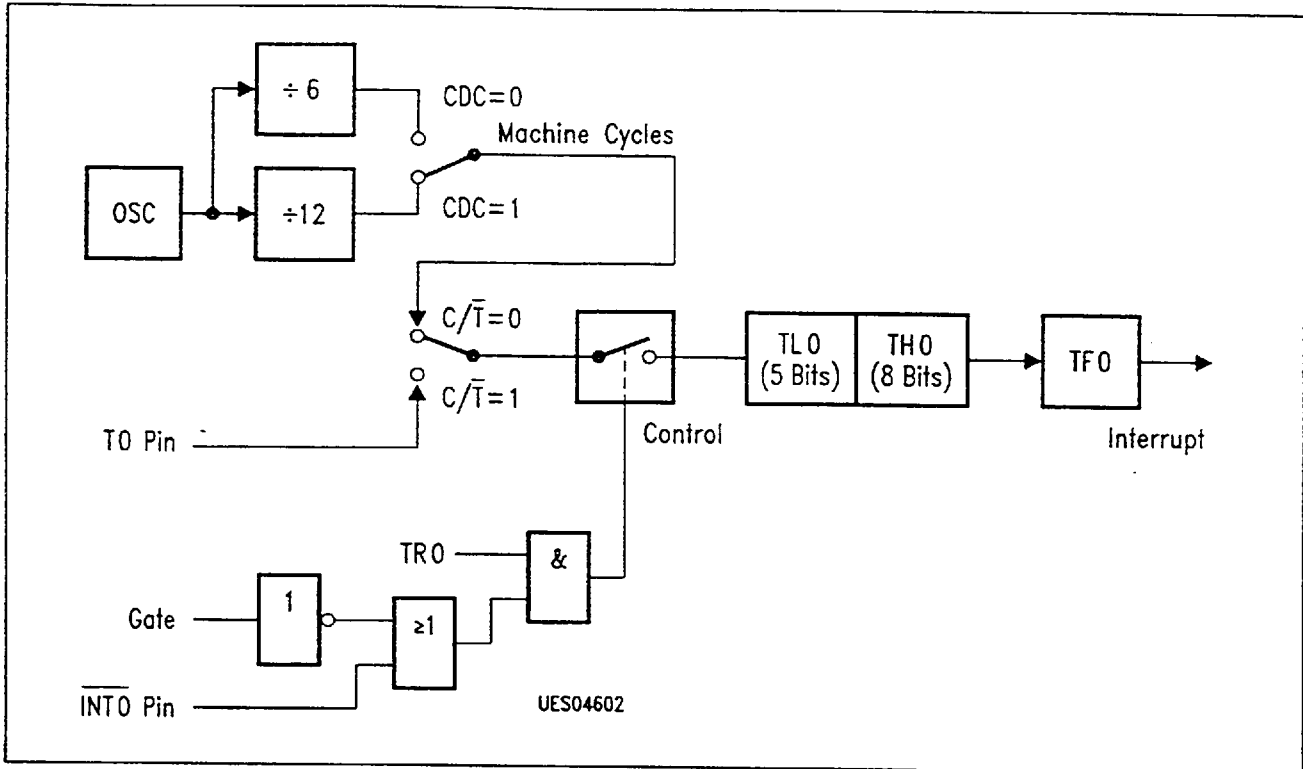 ÷ 6
CDC=0
Machine Cycles
OSC
÷12
CDC=1
C/T̅=0
TL0
(5 Bits)
TH0
(8 Bits)
TF0
C/T̅=1
T0 Pin
Control
Interrupt
TR0
&
Gate
1
≥1
I̅N̅T̅0̅ Pin
UES04602